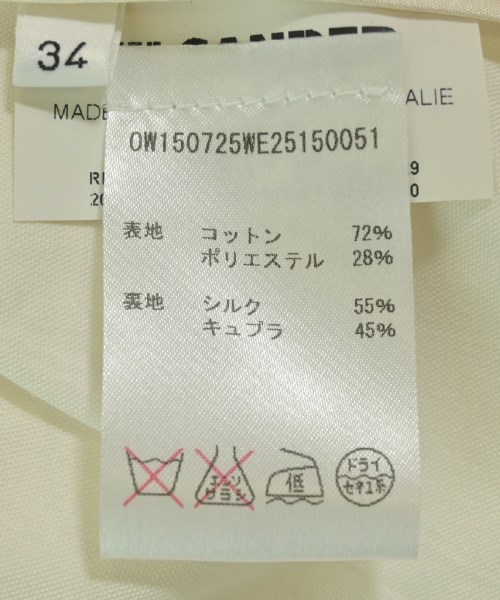 34
SANDER
MADE
ALIE
OW150725WE25150051
表地 コットン 72%
ポリエステル 28%
裏地 シルク 55%
キュプラ 45%
エンソ
サラシ
低
ドライ
セキユ系